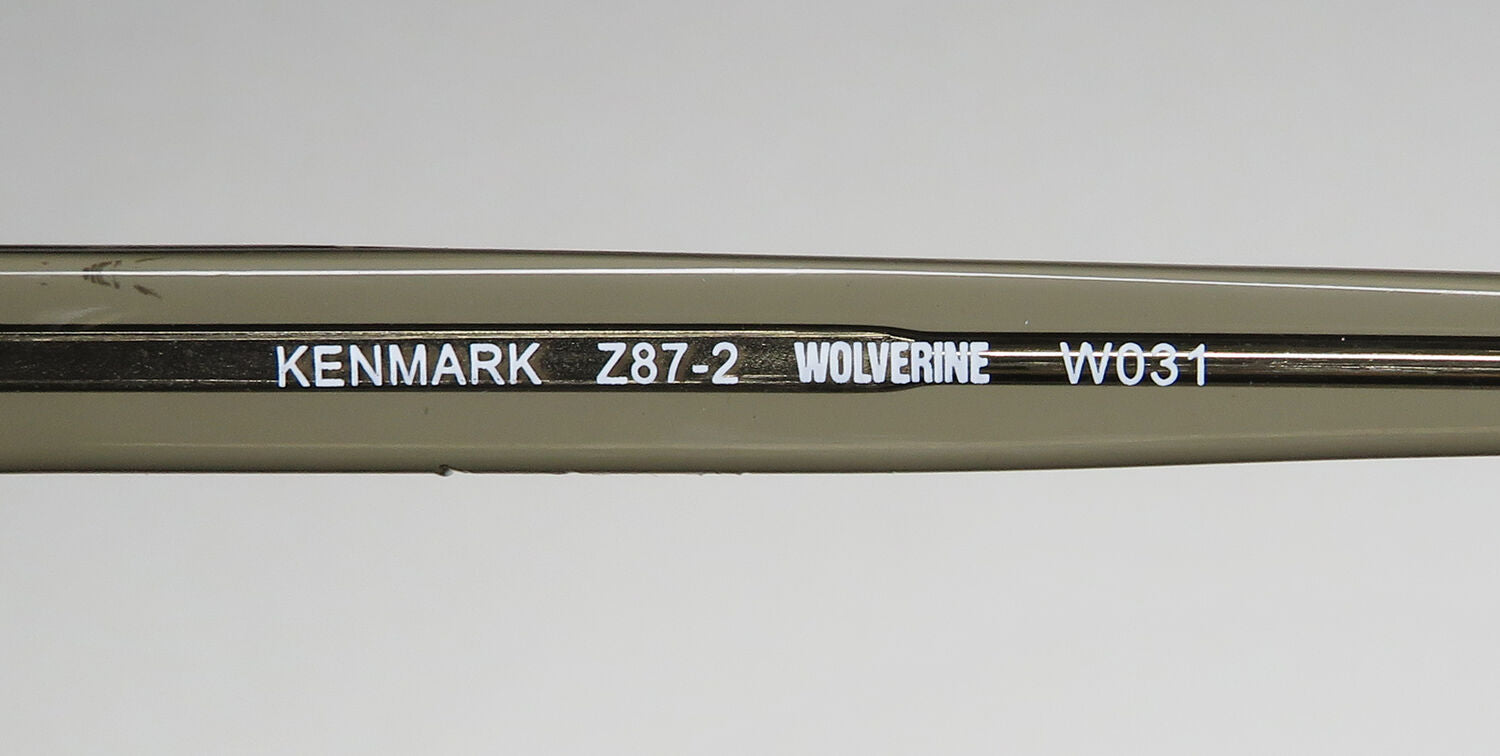 KENMARK Z87-2 WOLVERINE W031